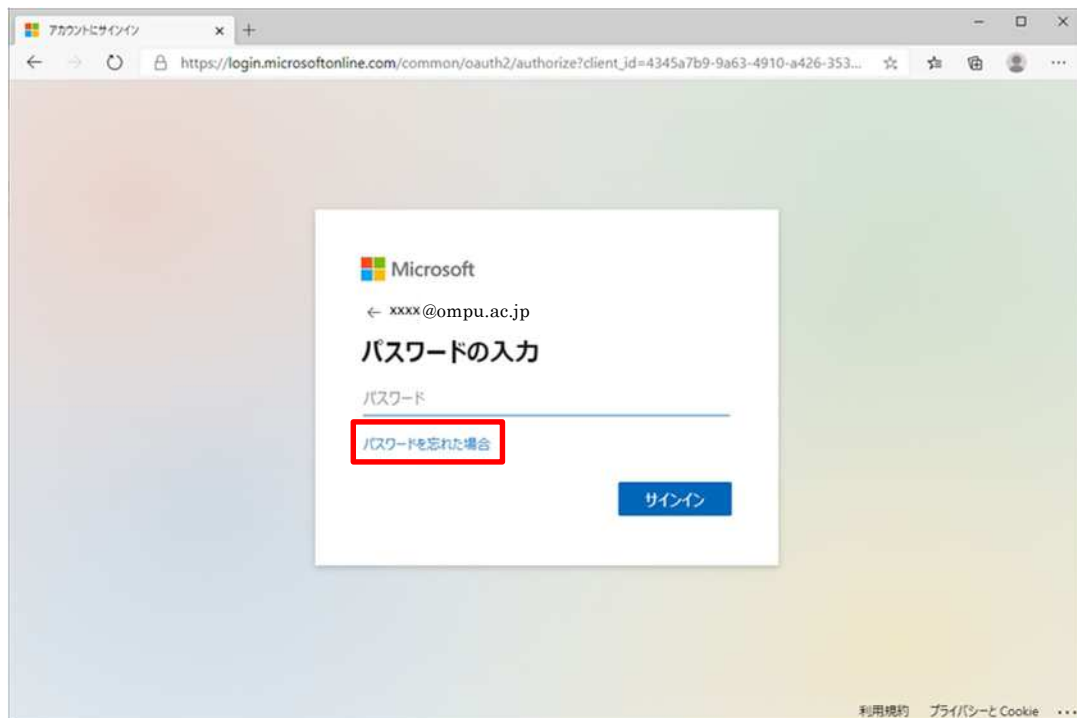 アカウントにサインイン
https://login.microsoftonline.com/common/oauth2/authorize?client_id=4345a7b9-9a63-4910-a426-353...
Microsoft
← xxxx@ompu.ac.jp
パスワードの入力
パスワード
パスワードを忘れた場合
サインイン
利用規約 プライバシーと Cookie ...